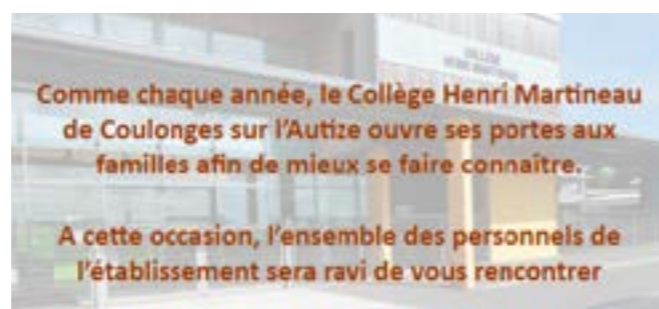 Comme chaque année, le Collège Henri Martineau
de Coulonges sur l'Autize ouvre ses portes aux
familles afin de mieux se faire connaître.
A cette occasion, l'ensemble des personnels de
l'établissement sera ravi de vous rencontrer